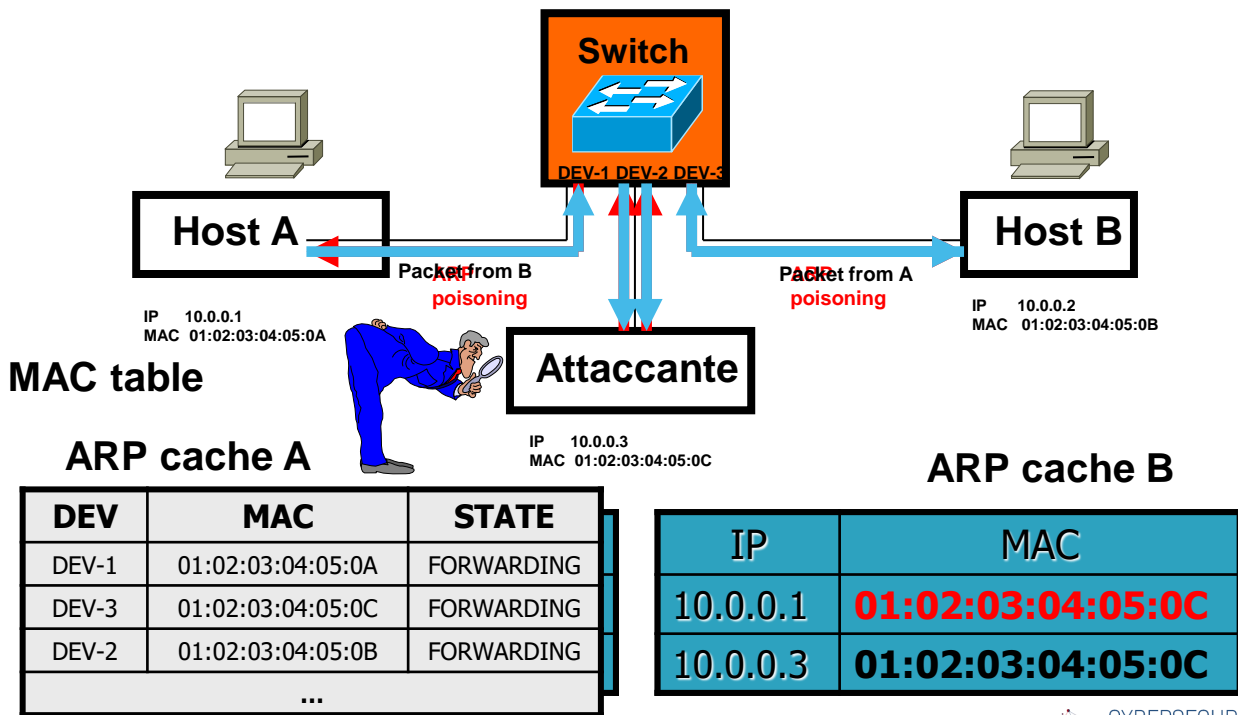 Switch
DEV-1 DEV-2 DEV-3
Host A
Host B
Packet from B
ARP
poisoning
Packet from A
ARP
poisoning
IP 10.0.0.1
MAC 01:02:03:04:05:0A
IP 10.0.0.2
MAC 01:02:03:04:05:0B
Attaccante
IP 10.0.0.3
MAC 01:02:03:04:05:0C
MAC table
ARP cache A
DEV MAC STATE
DEV-1 01:02:03:04:05:0A FORWARDING
DEV-3 01:02:03:04:05:0C FORWARDING
DEV-2 01:02:03:04:05:0B FORWARDING
...
ARP cache B
IP MAC
10.0.0.1 01:02:03:04:05:0C
10.0.0.3 01:02:03:04:05:0C